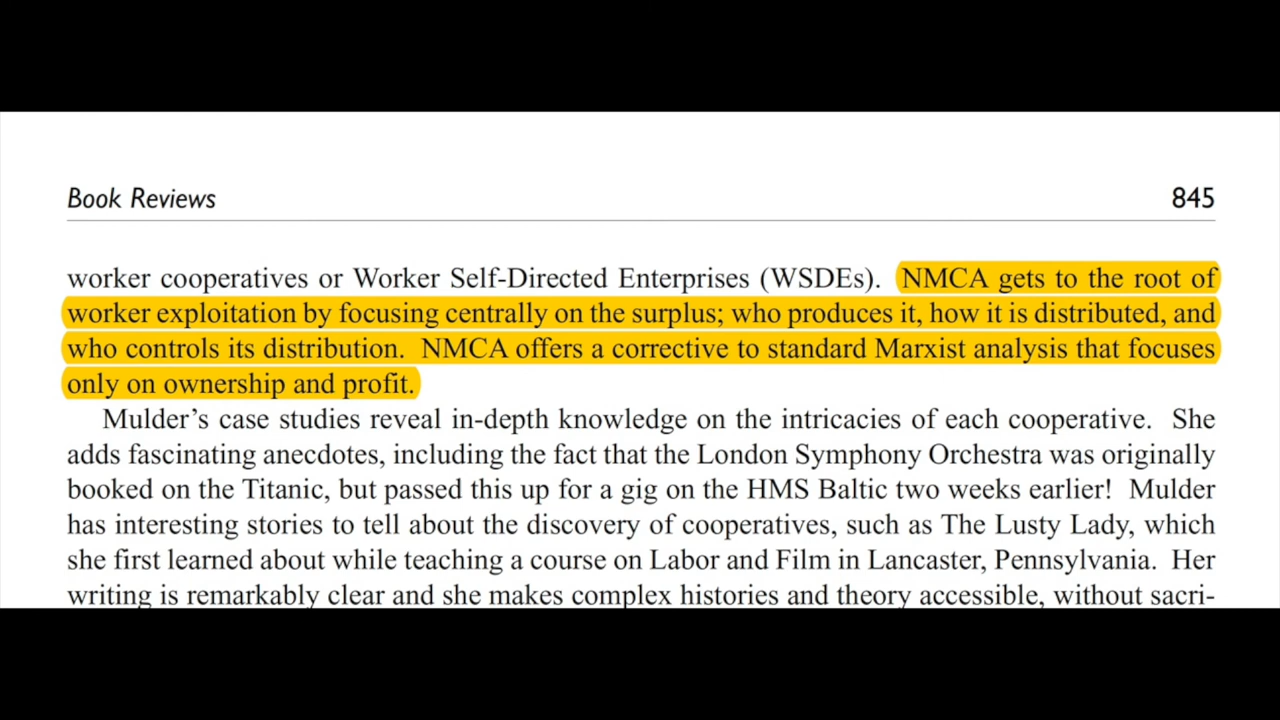 Book Reviews 845
worker cooperatives or Worker Self-Directed Enterprises (WSDEs). NMCA gets to the root of
worker exploitation by focusing centrally on the surplus; who produces it, how it is distributed, and
who controls its distribution. NMCA offers a corrective to standard Marxist analysis that focuses
only on ownership and profit.
Mulder’s case studies reveal in-depth knowledge on the intricacies of each cooperative. She
adds fascinating anecdotes, including the fact that the London Symphony Orchestra was originally
booked on the Titanic, but passed this up for a gig on the HMS Baltic two weeks earlier! Mulder
has interesting stories to tell about the discovery of cooperatives, such as The Lusty Lady, which
she first learned about while teaching a course on Labor and Film in Lancaster, Pennsylvania. Her
writing is remarkably clear and she makes complex histories and theory accessible, without sacri-